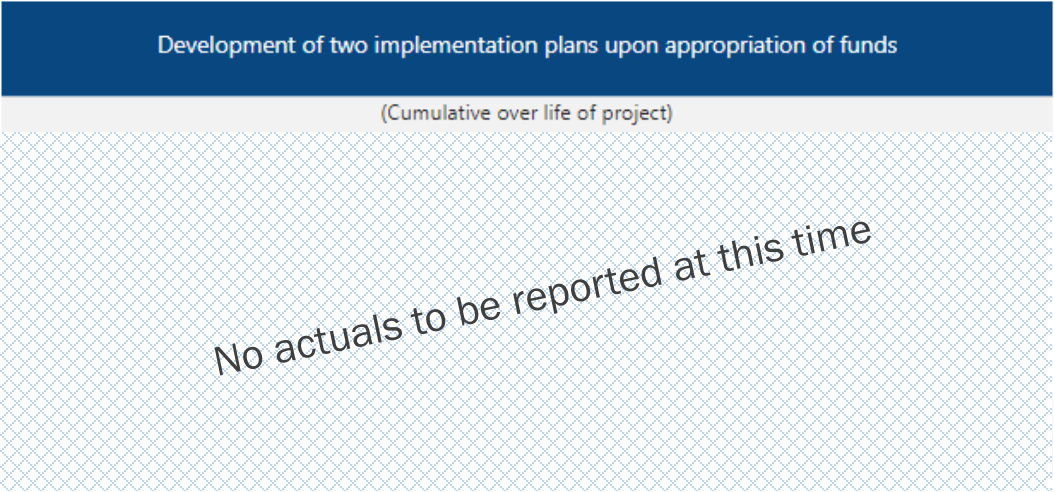 Development of two implementation plans upon appropriation of funds
(Cumulative over life of project)
No actuals to be reported at this time